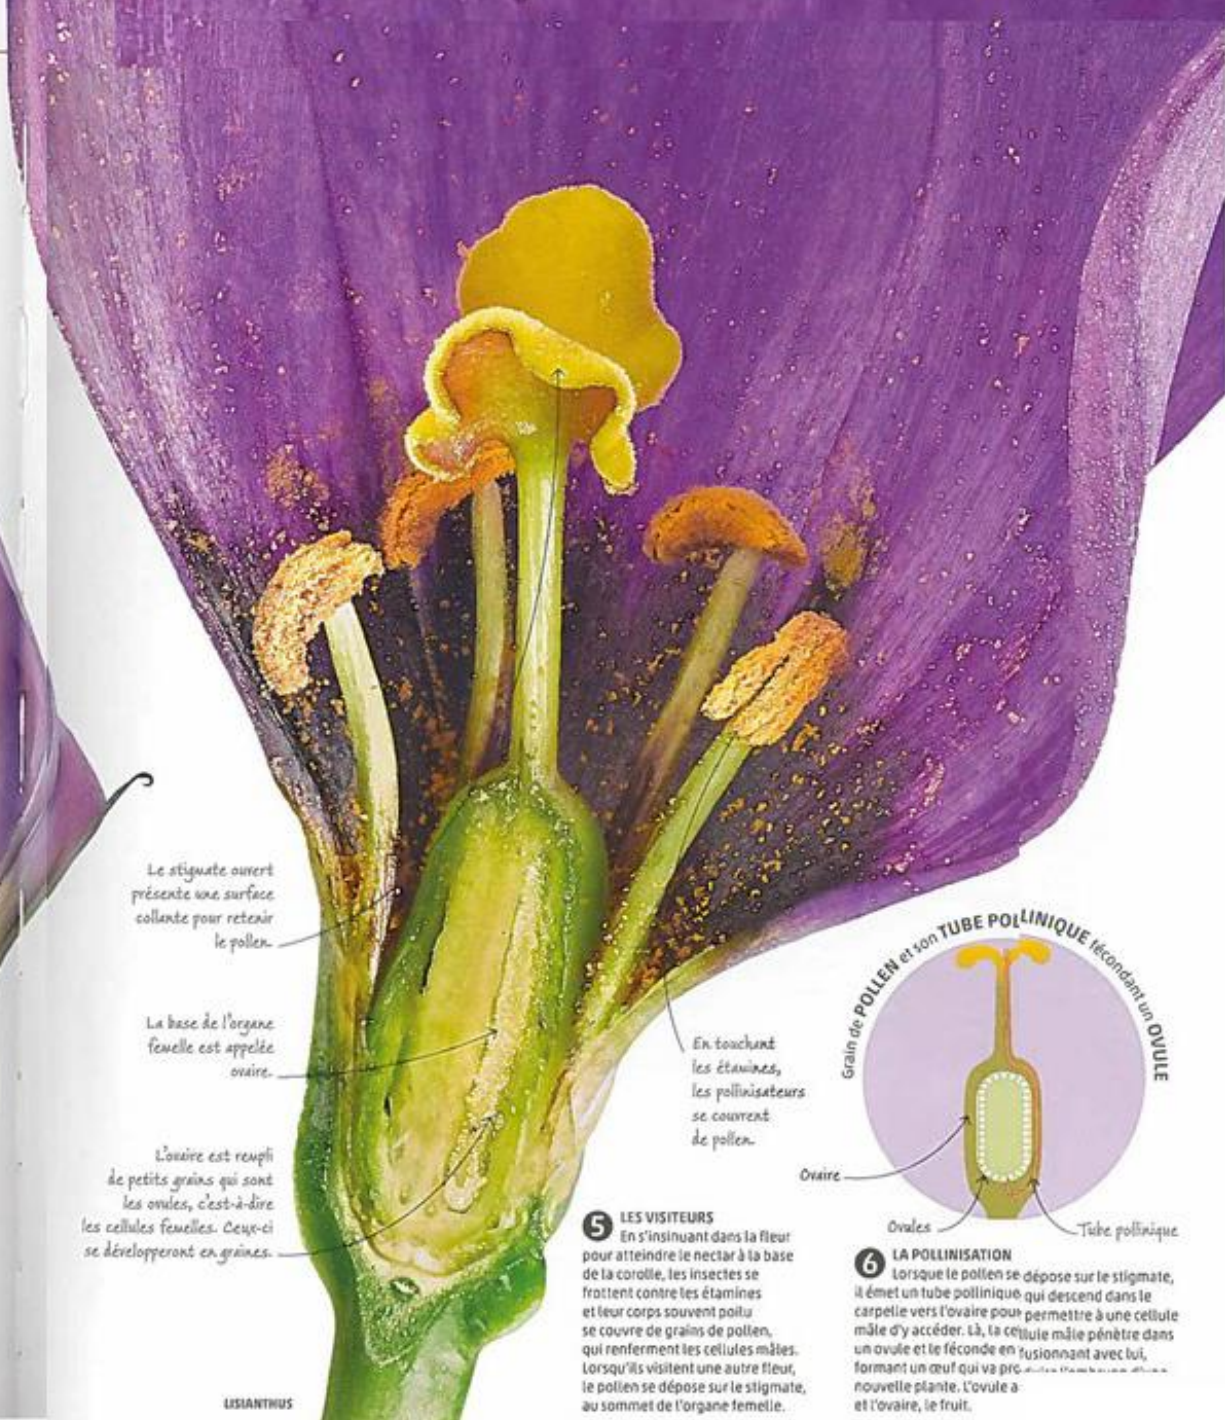 Le stigmate ouvert
présente une surface
collante pour retenir
le pollen.
La base de l'organe
femelle est appelée
ovaire.
L'ovaire est rempli
de petits grains qui sont
les ovules, c'est-à-dire
les cellules femelles. Ceux-ci
se développeront en graines.
LISIANTHUS
En touchant
les étamines,
les pollinisateurs
se couvrent
de pollen.
5 LES VISITEURS
En s'insinuant dans la fleur
pour atteindre le nectar à la base
de la corolle, les insectes se
frottent contre les étamines
et leur corps souvent poilu
se couvre de grains de pollen,
qui renferment les cellules mâles.
Lorsqu'ils visitent une autre fleur,
le pollen se dépose sur le stigmate,
au sommet de l'organe femelle.
Grain de POLLEN et son TUBE POLLINIQUE fécondant un OVULE
Ovaire
Ovules
Tube pollinique
6 LA POLLINISATION
Lorsque le pollen se dépose sur le stigmate,
il émet un tube pollinique qui descend dans le
carpelle vers l'ovaire pour permettre à une cellule
mâle d'y accéder. Là, la cellule mâle pénètre dans
un ovule et le féconde en fusionnant avec lui,
formant un œuf qui va
nouvelle plante. L'ovule a
et l'ovaire, le fruit.